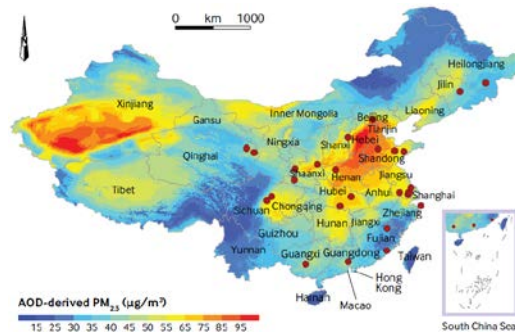 N
0 km 1000
Heilongjiang
Jilin
Xinjiang
Inner Mongolia
Liaoning
Gansu
Beijing
Tianjin
Ningxia
Shanxi
Hebei
Qinghai
Shandong
Shaanxi
Henan
Jiangsu
Tibet
Hubei
Anhui
Shanghai
Chongqing
Sichuan
Zhejiang
Hunan
Jiangxi
Guizhou
Fujian
Yunnan
Guangxi
Guangdong
Taiwan
Hong
Kong
Hainan
Macao
AOD-derived PM2.5 (μg/m³)
15 25 35 45 50 55 65 75 85 95
South China Sea